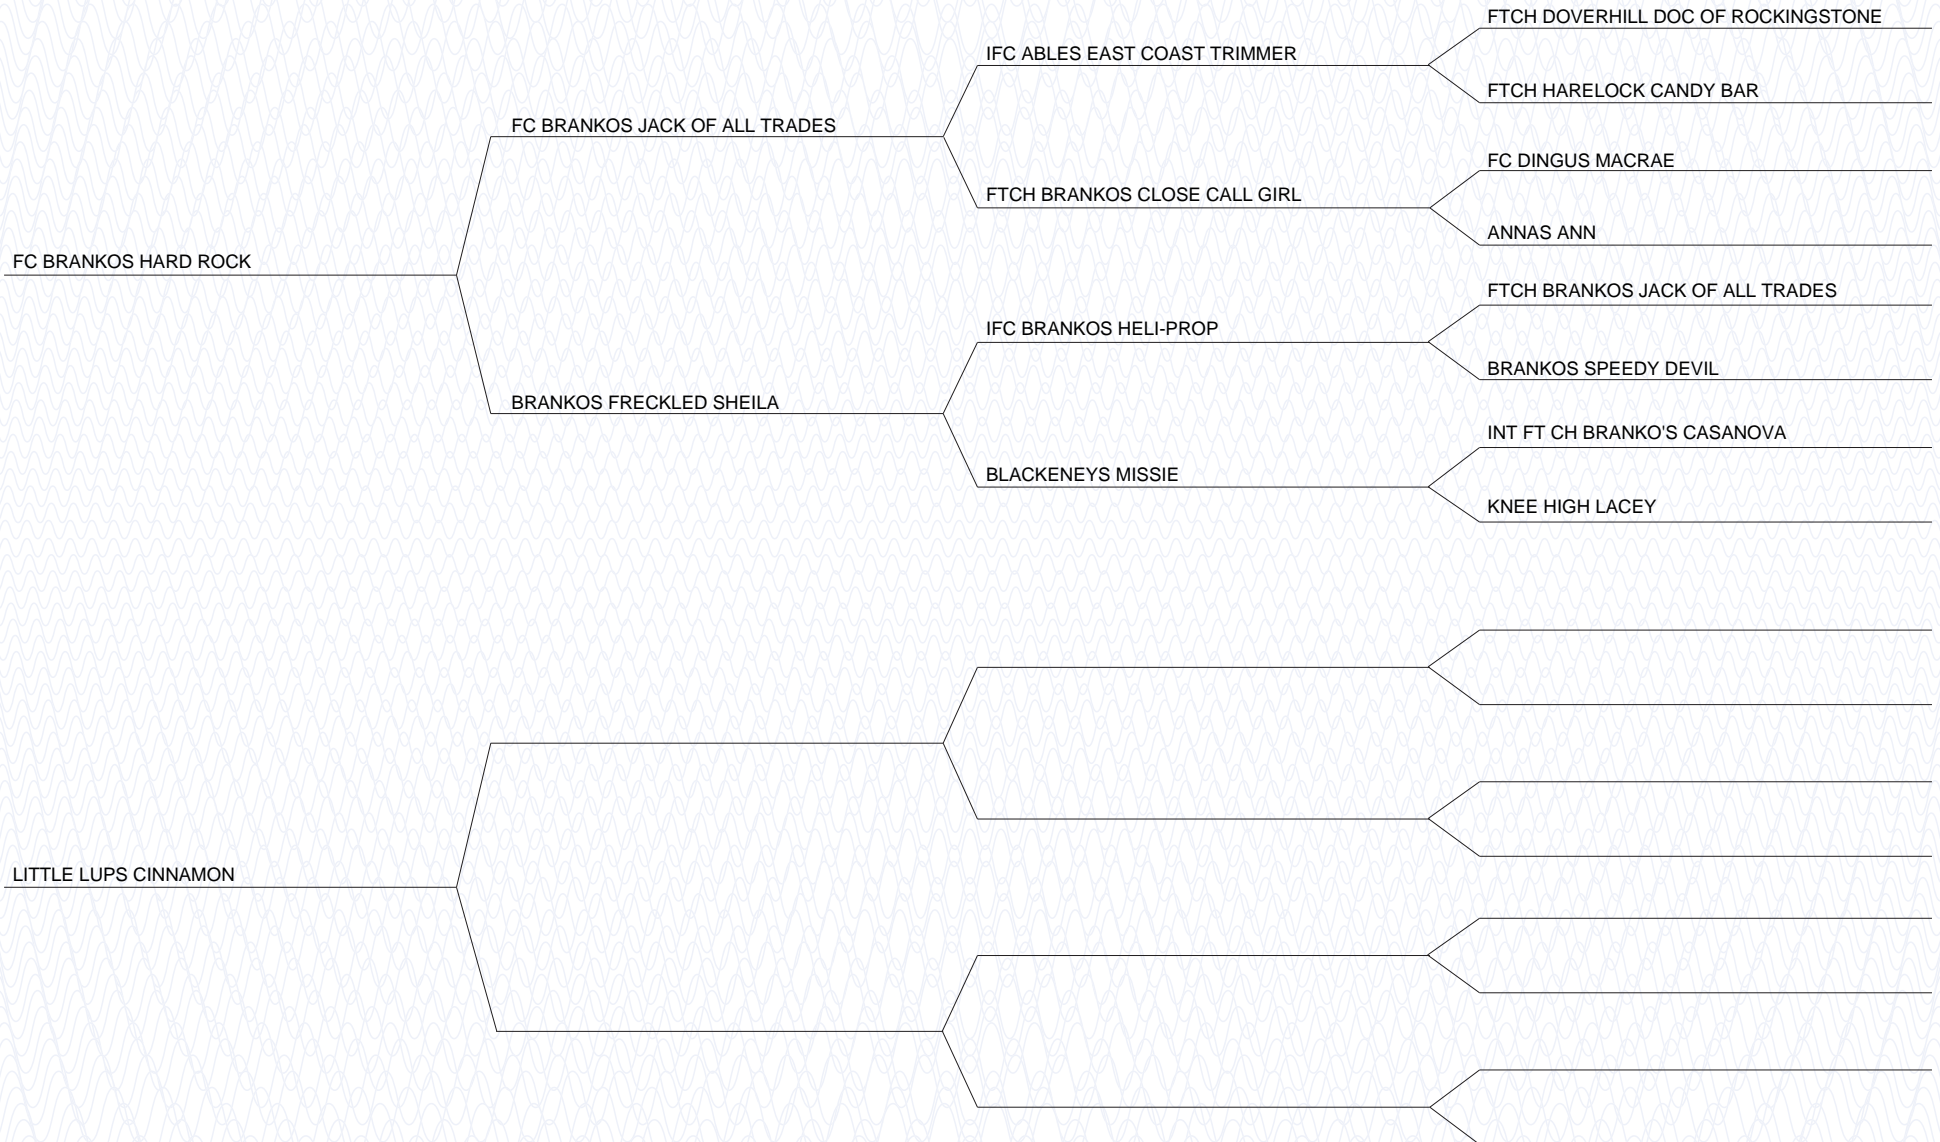 FTCH DOVERHILL DOC OF ROCKINGSTONE
IFC ABLES EAST COAST TRIMMER
FTCH HARELOCK CANDY BAR
FC BRANKOS JACK OF ALL TRADES
FC DINGUS MACRAE
FTCH BRANKOS CLOSE CALL GIRL
ANNAS ANN
FC BRANKOS HARD ROCK
FTCH BRANKOS JACK OF ALL TRADES
IFC BRANKOS HELI-PROP
BRANKOS SPEEDY DEVIL
BRANKOS FRECKLED SHEILA
INT FT CH BRANKO'S CASANOVA
BLACKENEYS MISSIE
KNEE HIGH LACEY
LITTLE LUPS CINNAMON